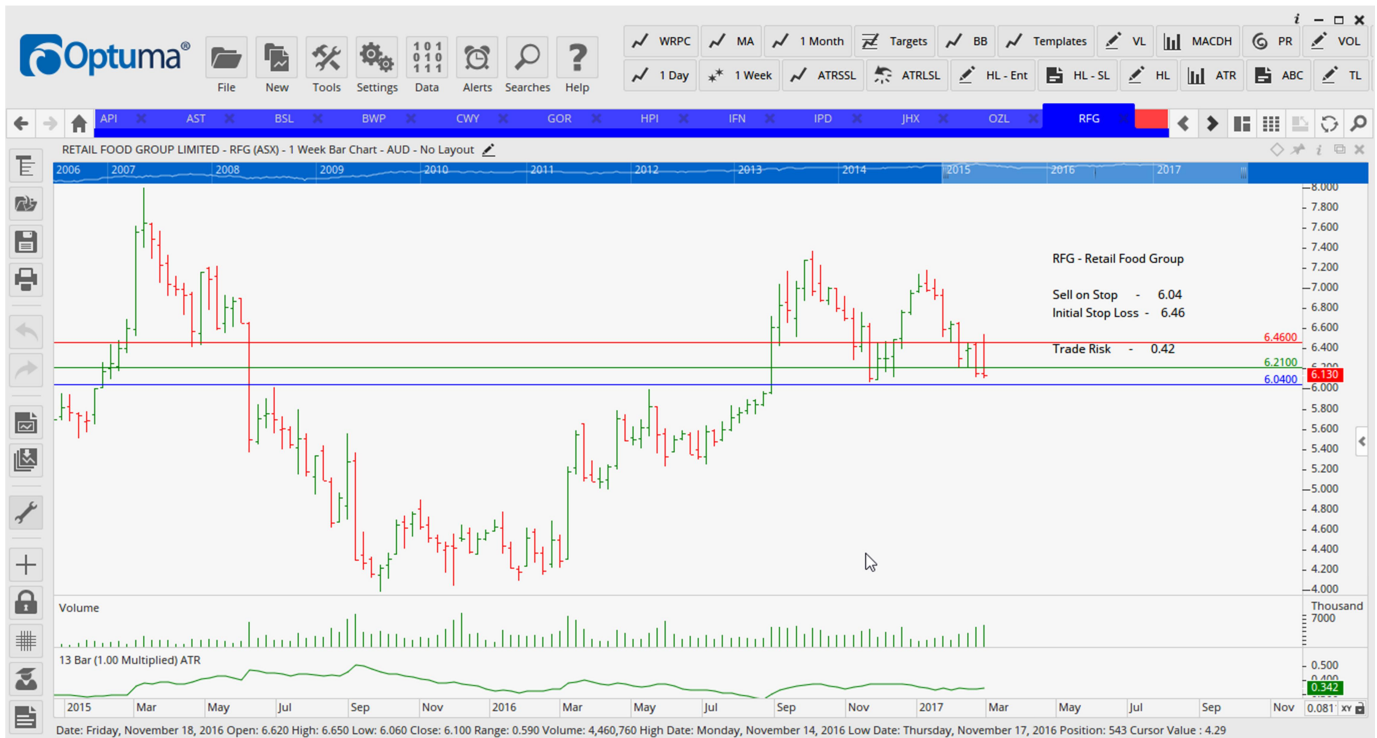 i
Optuma®
File
New
Tools
Settings
101 010 111
Data
Alerts
Searches
Help
WRPC MA 1 Month Targets BB Templates VL MACDH PR VOL
1 Day 1 Week ATRSSL ATRLSL HL - Ent HL - SL HL ATR ABC TL
API AST BSL BWP CWY GOR HPI IFN IPD JHX OZL RFG
RETAIL FOOD GROUP LIMITED - RFG (ASX) - 1 Week Bar Chart - AUD - No Layout
2006 2007 2008 2009 2010 2011 2012 2013 2014 2015 2016 2017
8.000
7.800
7.600
7.400
RFG - Retail Food Group
7.200
Sell on Stop - 6.04
7.000
Initial Stop Loss - 6.46
6.800
6.600
6.4600
Trade Risk - 0.42
6.400
6.2100
6.130
6.0400
6.000
5.800
5.600
5.400
5.200
5.000
4.800
4.600
4.400
4.200
4.000
Volume
Thousand
7000
13 Bar (1.00 Multiplied) ATR
0.500
0.342
2015 Mar May Jul Sep Nov 2016 Mar May Jul Sep Nov 2017 Mar May Jul Sep Nov 0.081 XY
Date: Friday, November 18, 2016 Open: 6.620 High: 6.650 Low: 6.060 Close: 6.100 Range: 0.590 Volume: 4,460,760 High Date: Monday, November 14, 2016 Low Date: Thursday, November 17, 2016 Position: 543 Cursor Value : 4.29